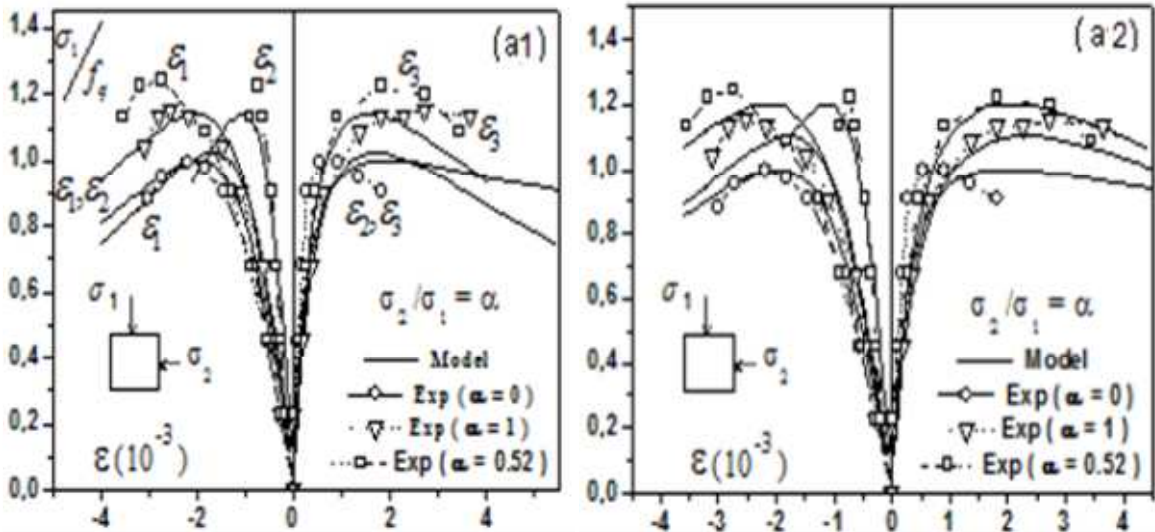 1,4
1,2
1,0
0,8
0,6
0,4
0,2
0,0
σ₁/f
(a1)
ε₁
ε₂
ε₃
ε₃
ε₁,ε₂
ε₁
ε₂,ε₃
σ₁
σ₂
σ₂/σ₁ = α
Model
Exp (α = 0)
Exp (α = 1)
Exp (α = 0.52)
ε(10⁻³)
-4
-2
0
2
4
1,4
1,2
1,0
0,8
0,6
0,4
0,2
0,0
(a2)
σ₁
σ₂
σ₂/σ₁ = α
Model
Exp (α = 0)
Exp (α = 1)
Exp (α = 0.52)
ε(10⁻³)
-4
-3
-2
-1
0
1
2
3
4